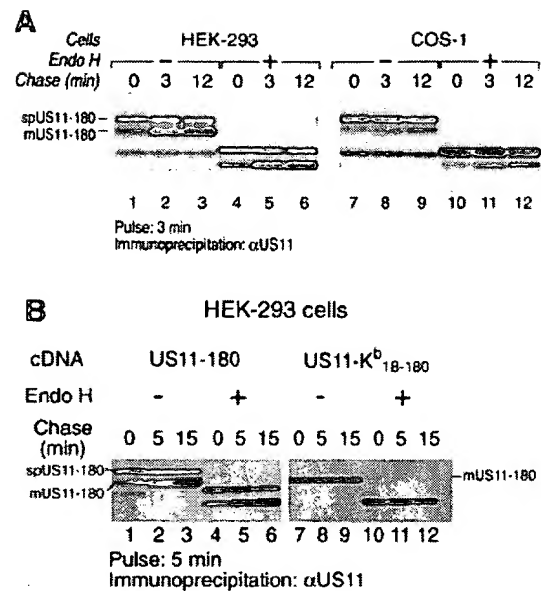 A
Cells HEK-293 COS-1
Endo H − + − +
Chase (min) 0 3 12 0 3 12 0 3 12 0 3 12
spUS11-180
mUS11-180
1 2 3 4 5 6 7 8 9 10 11 12
Pulse: 3 min
Immunoprecipitation: αUS11
B HEK-293 cells
cDNA US11-180 US11-Kb18-180
Endo H - + - +
Chase (min) 0 5 15 0 5 15 0 5 15 0 5 15
spUS11-180
mUS11-180 mUS11-180
1 2 3 4 5 6 7 8 9 10 11 12
Pulse: 5 min
Immunoprecipitation: αUS11